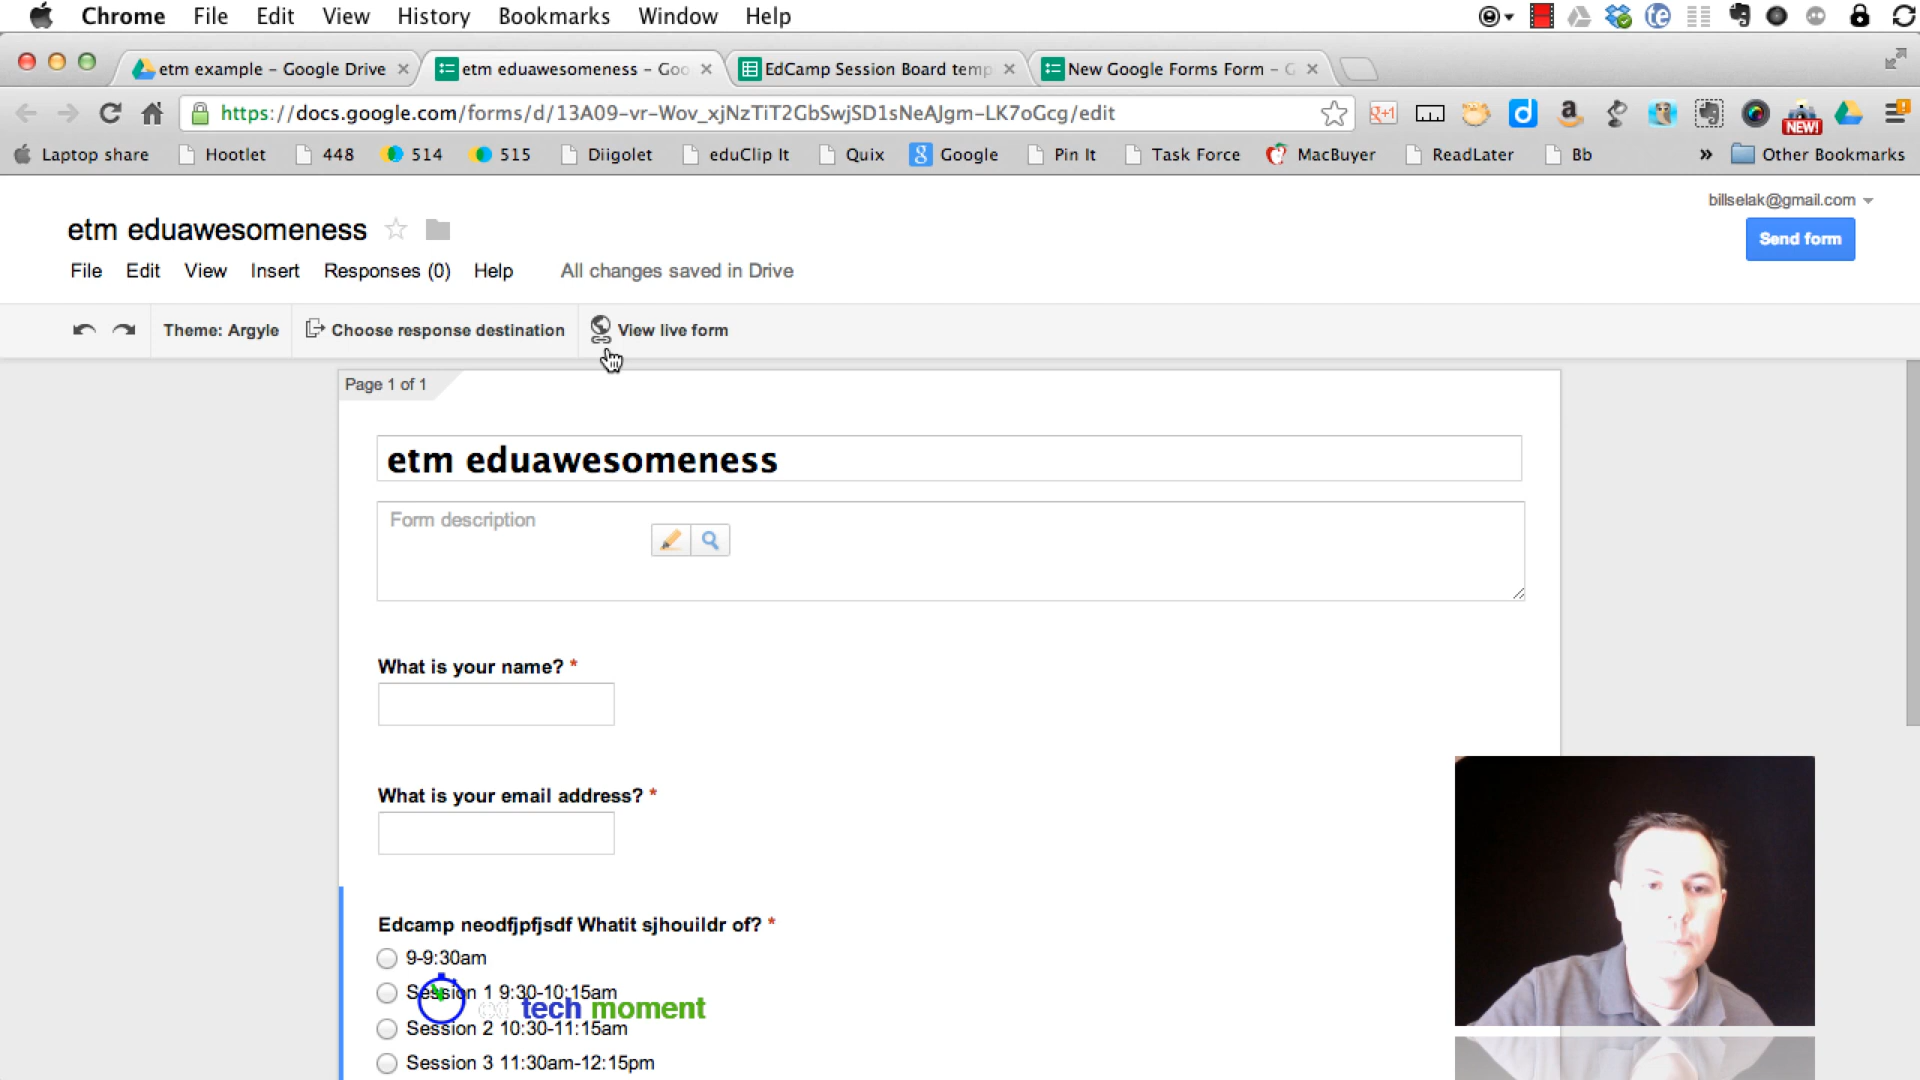 Chrome File Edit View History Bookmarks Window Help
etm example – Google Drive etm eduawesomeness – Goo EdCamp Session Board temp New Google Forms Form – G
https://docs.google.com/forms/d/13A09-vr-Wov_xjNzTiT2GbSwjSD1sNeAJgm-LK7oGcg/edit
g+1 d a NEW!
Laptop share Hootlet 448 514 515 Diigolet eduClip It Quix 8 Google Pin It Task Force MacBuyer ReadLater Bb » Other Bookmarks
billselak@gmail.com
etm eduawesomeness
Send form
File Edit View Insert Responses (0) Help All changes saved in Drive
Theme: Argyle Choose response destination View live form
Page 1 of 1
etm eduawesomeness
Form description
What is your name? *
What is your email address? *
Edcamp neodfjpfjsdf Whatit sjhouildr of? *
9-9:30am
Session 1 9:30-10:15am
tech moment
Session 2 10:30-11:15am
Session 3 11:30am-12:15pm